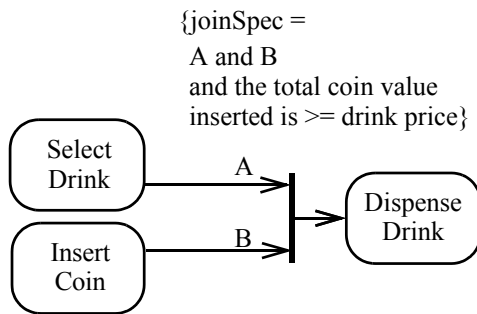 {joinSpec =
A and B
and the total coin value
inserted is >= drink price}
Select
Drink
A
Dispense
Drink
B
Insert
Coin